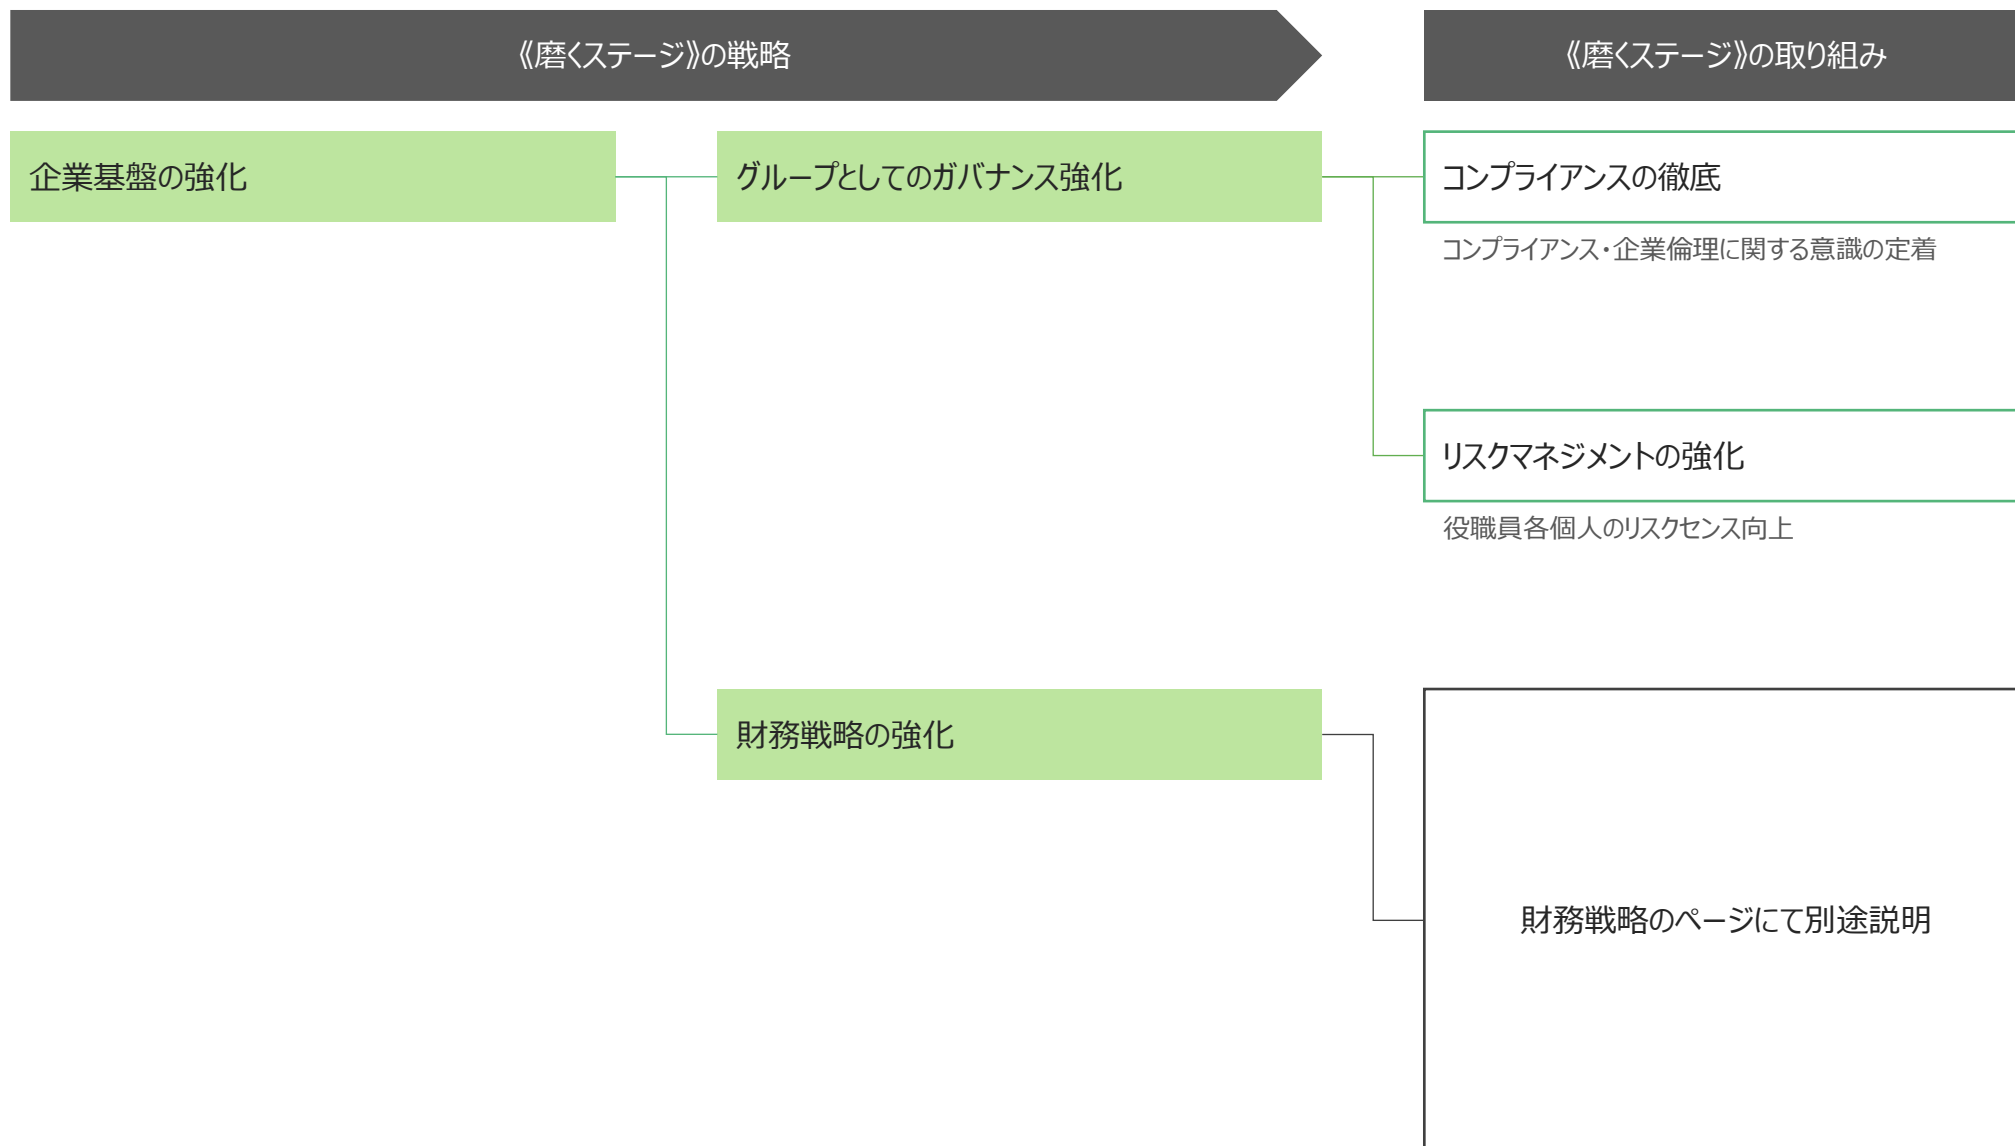 《磨くステージ》の戦略
《磨くステージ》の取り組み
企業基盤の強化
グループとしてのガバナンス強化
コンプライアンスの徹底
コンプライアンス・企業倫理に関する意識の定着
リスクマネジメントの強化
役職員各個人のリスクセンス向上
財務戦略の強化
財務戦略のページにて別途説明